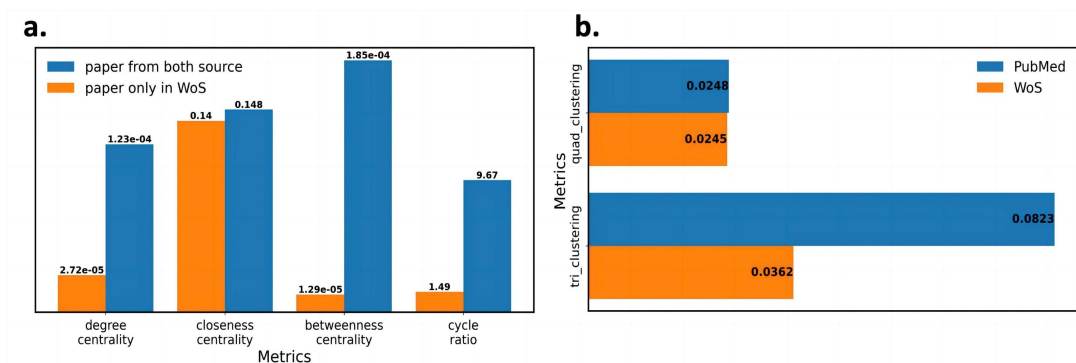 a.
paper from both source
paper only in WoS
2.72e-05
1.23e-04
0.14
0.148
1.29e-05
1.85e-04
1.49
9.67
degree
centrality
closeness
centrality
betweenness
centrality
cycle
ratio
Metrics
b.
PubMed
WoS
Metrics
quad_clustering
0.0248
0.0245
tri_clustering
0.0823
0.0362